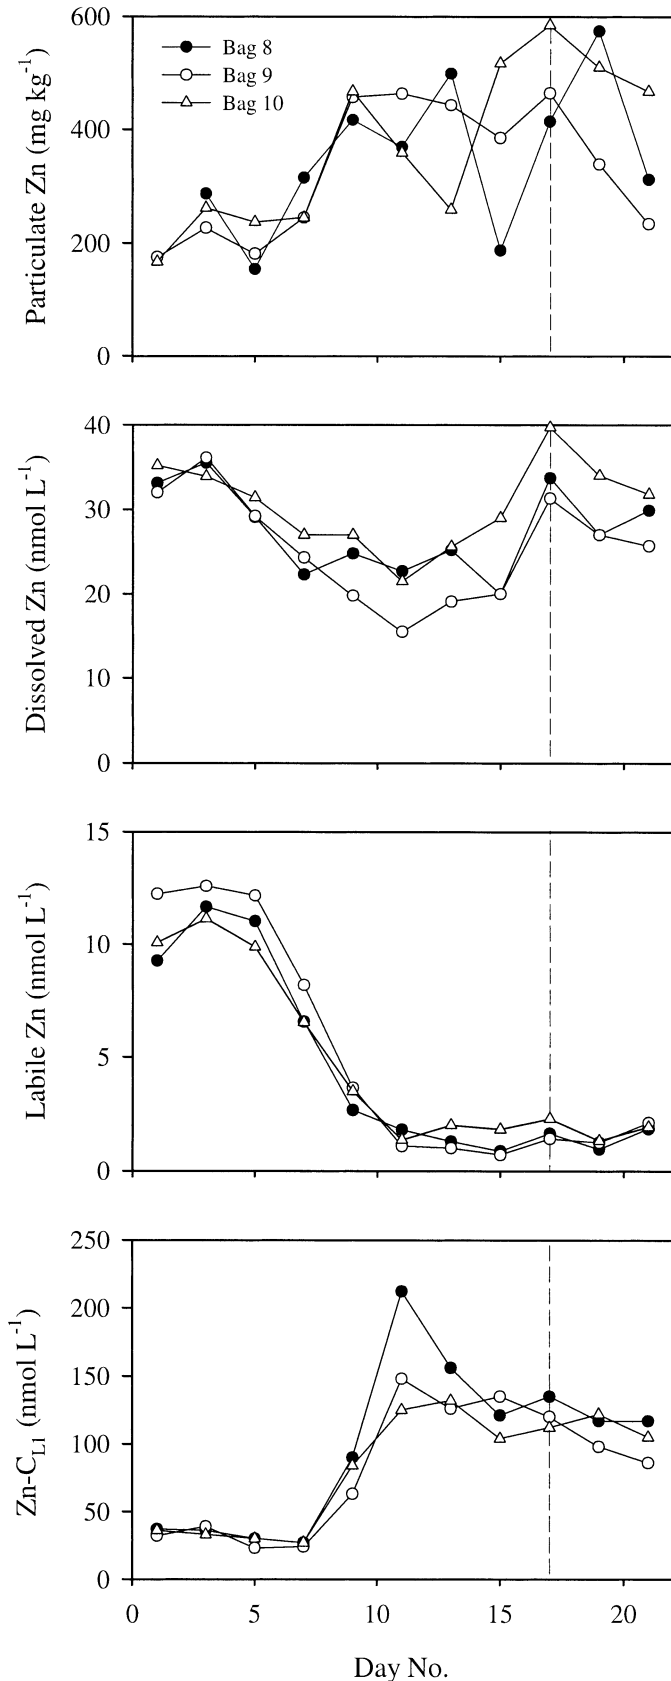 Particulate Zn (mg kg⁻¹)
600
400
200
0
Bag 8
Bag 9
Bag 10
Dissolved Zn (nmol L⁻¹)
40
30
20
10
0
Labile Zn (nmol L⁻¹)
15
10
5
0
Zn-C_L1 (nmol L⁻¹)
250
200
150
100
50
0
0 5 10 15 20
Day No.